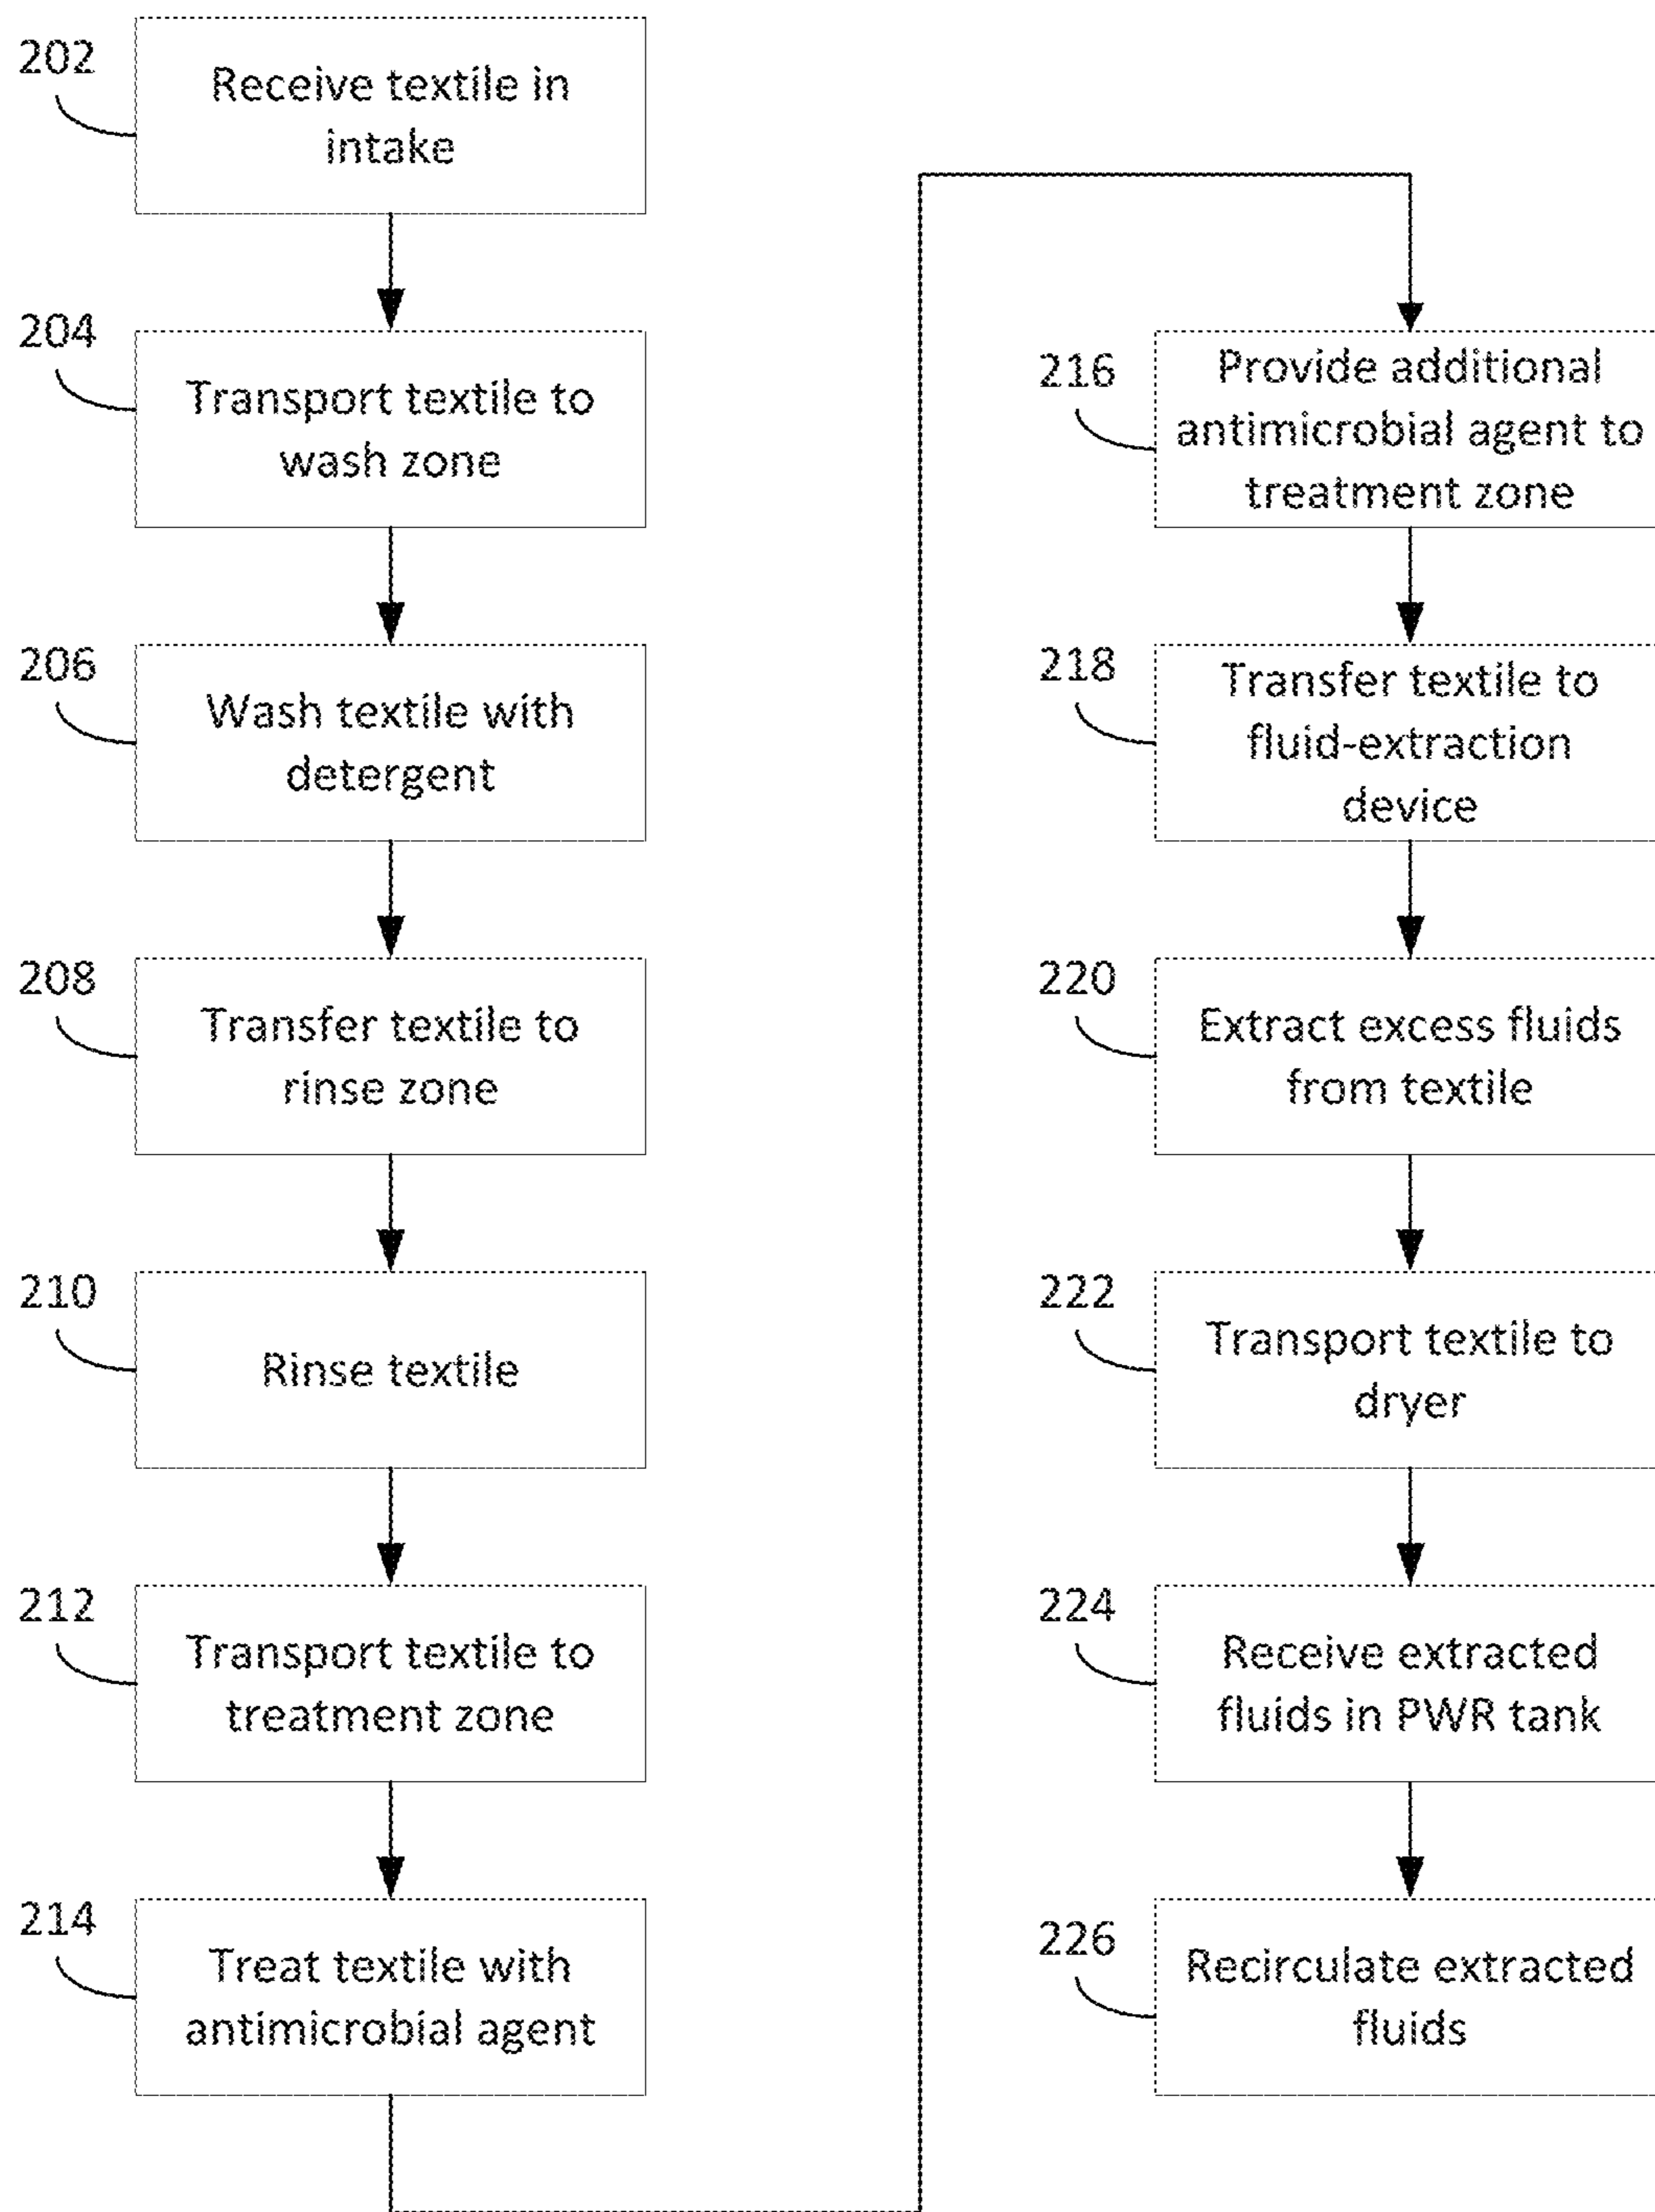 202
Receive textile in
intake
204
Transport textile to
wash zone
206
Wash textile with
detergent
208
Transfer textile to
rinse zone
210
Rinse textile
212
Transport textile to
treatment zone
214
Treat textile with
antimicrobial agent
216
Provide additional
antimicrobial agent to
treatment zone
218
Transfer textile to
fluid-extraction
device
220
Extract excess fluids
from textile
222
Transport textile to
dryer
224
Receive extracted
fluids in PWR tank
226
Recirculate extracted
fluids